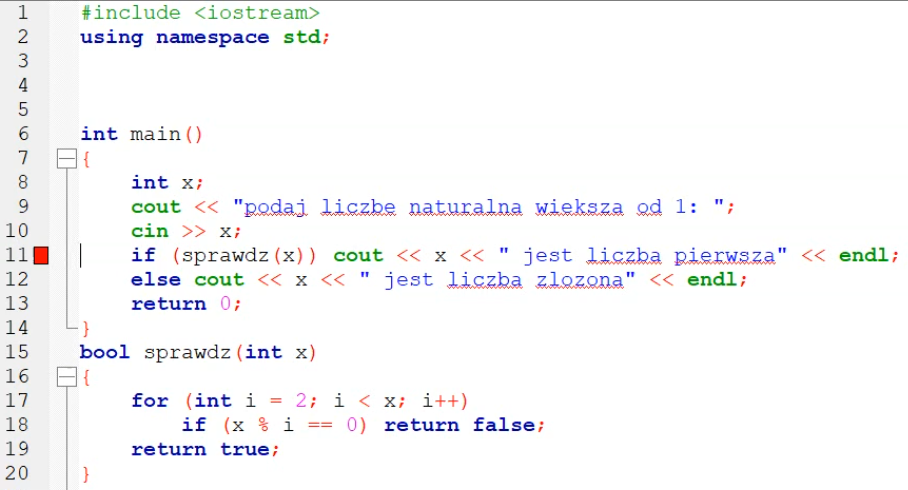 1 #include <iostream>
2 using namespace std;
3
4
5
6 int main()
7 {
8 int x;
9 cout << "podaj liczbe naturalna wieksza od 1: ";
10 cin >> x;
11 if (sprawdz(x)) cout << x << " jest liczba pierwsza" << endl;
12 else cout << x << " jest liczba zlozona" << endl;
13 return 0;
14 }
15 bool sprawdz(int x)
16 {
17 for (int i = 2; i < x; i++)
18 if (x % i == 0) return false;
19 return true;
20 }